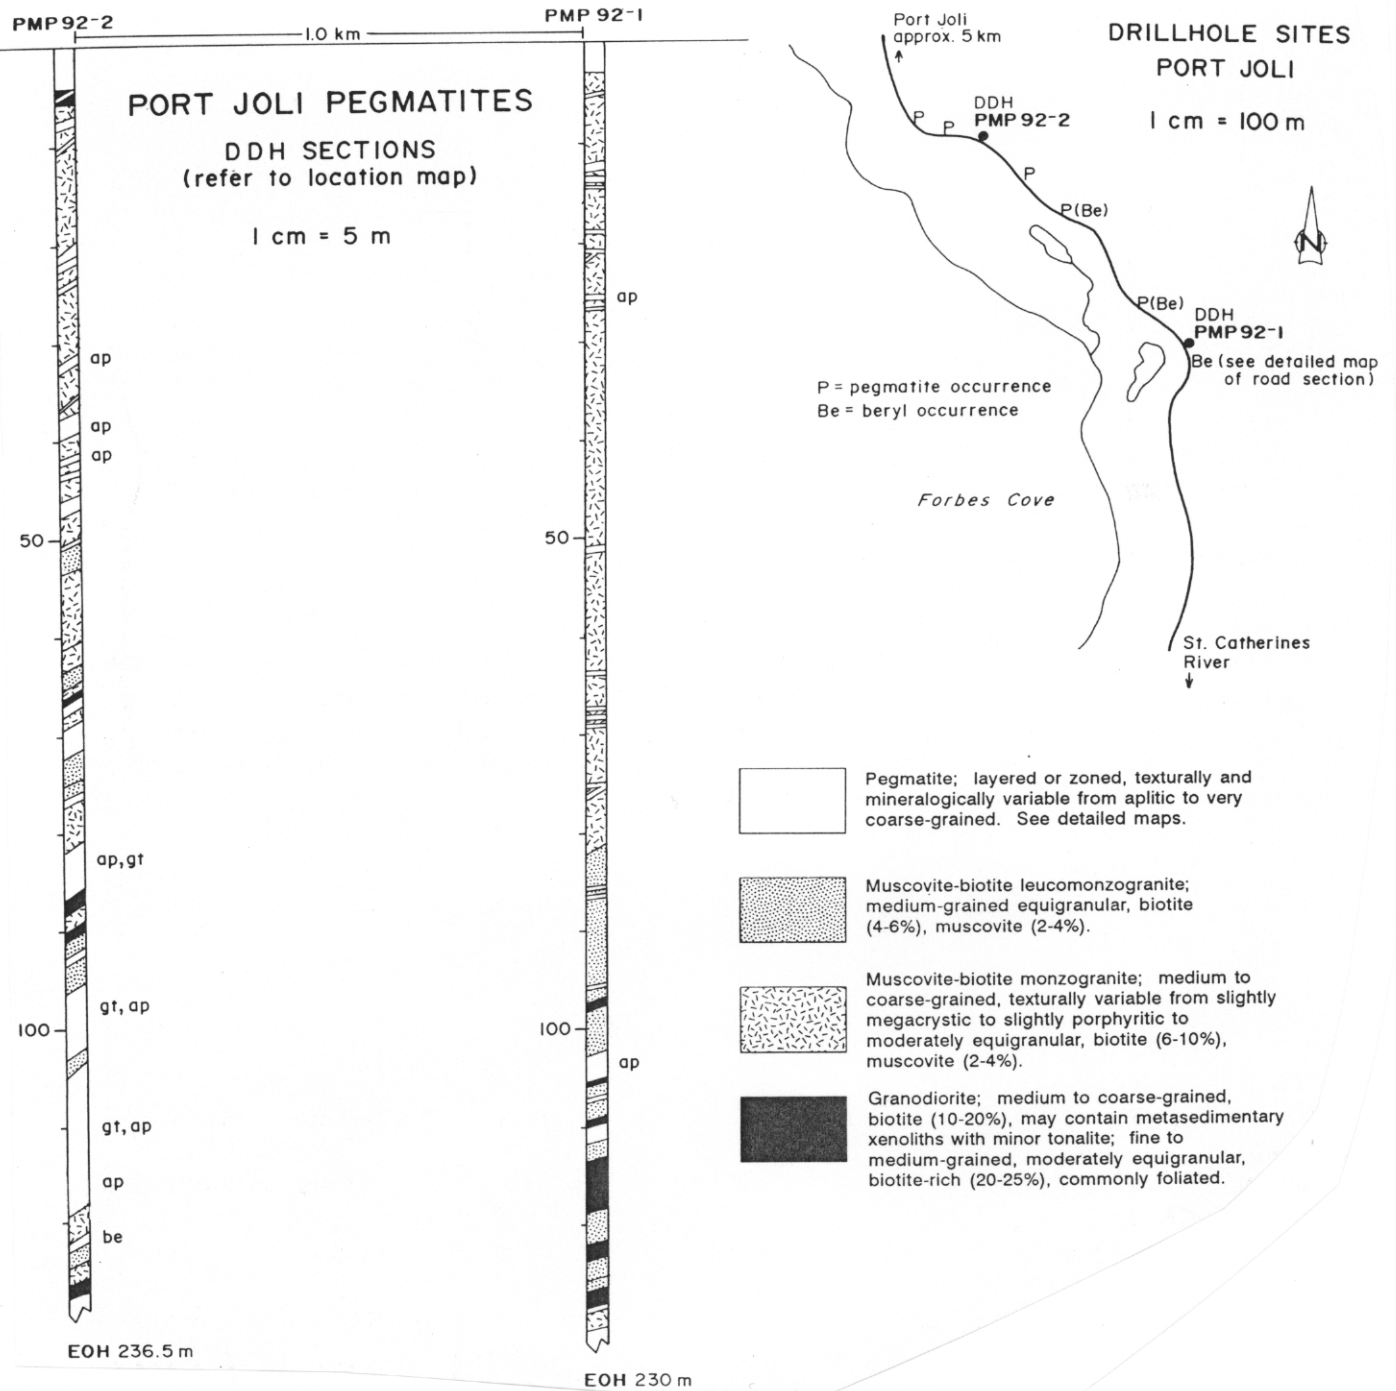 PMP 92-2
PMP 92-1
1.0 km
PORT JOLI PEGMATITES
DDH SECTIONS
(refer to location map)
1 cm = 5 m
ap
ap
ap
50
ap,gt
gt, ap
100
gt, ap
ap
be
EOH 236.5 m
ap
50
100
ap
EOH 230 m
DRILLHOLE SITES
PORT JOLI
1 cm = 100 m
Port Joli
approx. 5 km
P
P
DDH
PMP 92-2
P
P(Be)
N
P(Be)
DDH
PMP 92-1
Be (see detailed map
of road section)
P = pegmatite occurrence
Be = beryl occurrence
Forbes Cove
St. Catherines
River
Pegmatite; layered or zoned, texturally and
mineralogically variable from aplitic to very
coarse-grained. See detailed maps.
Muscovite-biotite leucomonzogranite;
medium-grained equigranular, biotite
(4-6%), muscovite (2-4%).
Muscovite-biotite monzogranite; medium to
coarse-grained, texturally variable from slightly
megacrystic to slightly porphyritic to
moderately equigranular, biotite (6-10%),
muscovite (2-4%).
Granodiorite; medium to coarse-grained,
biotite (10-20%), may contain metasedimentary
xenoliths with minor tonalite; fine to
medium-grained, moderately equigranular,
biotite-rich (20-25%), commonly foliated.